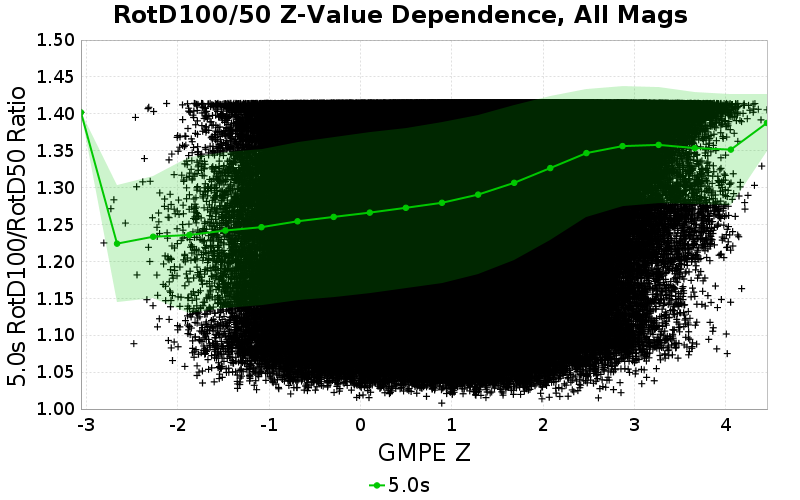 RotD100/50 Z-Value Dependence, All Mags
5.0s RotD100/RotD50 Ratio
1.50
1.45
1.40
1.35
1.30
1.25
1.20
1.15
1.10
1.05
1.00
-3 -2 -1 0 1 2 3 4
GMPE Z
5.0s